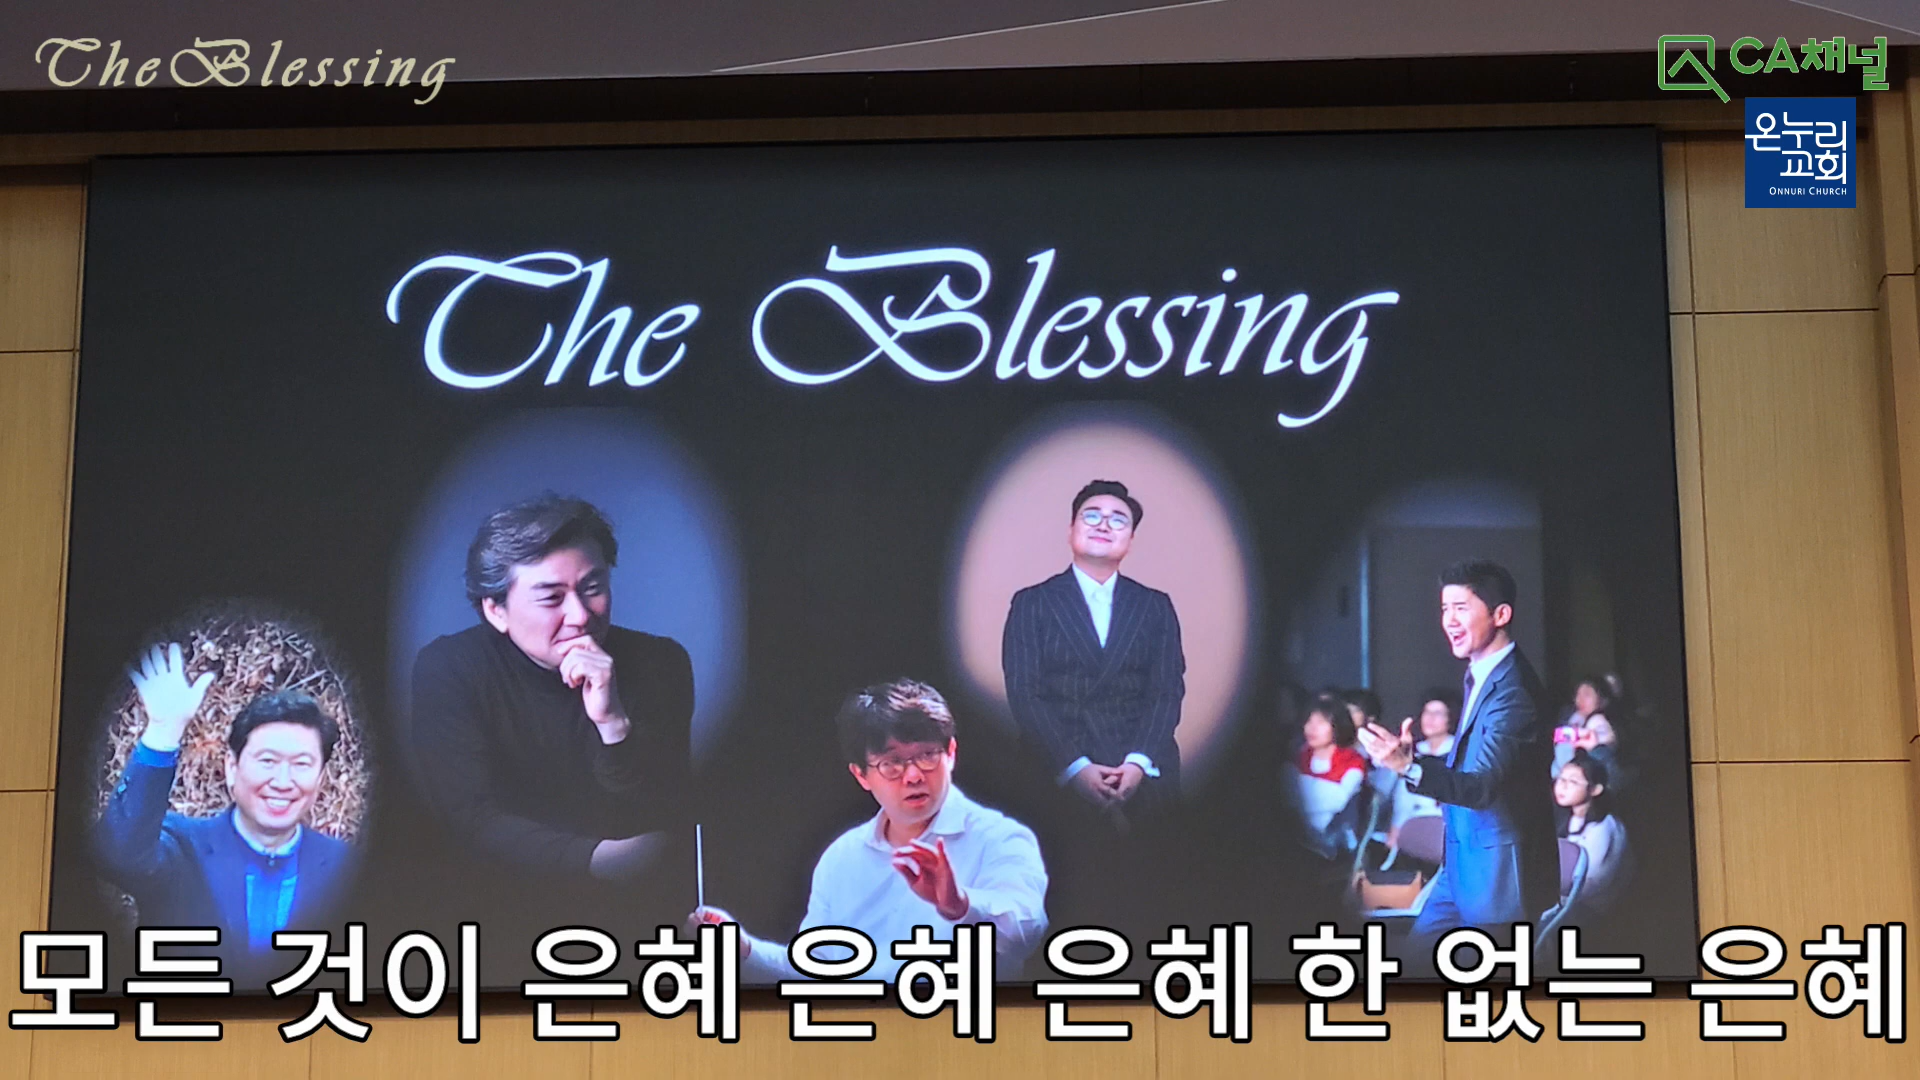 The Blessing
CA채널
온누리
교회
ONNURI CHURCH
The Blessing
모든 것이 은혜 은혜 은혜 한 없는 은혜